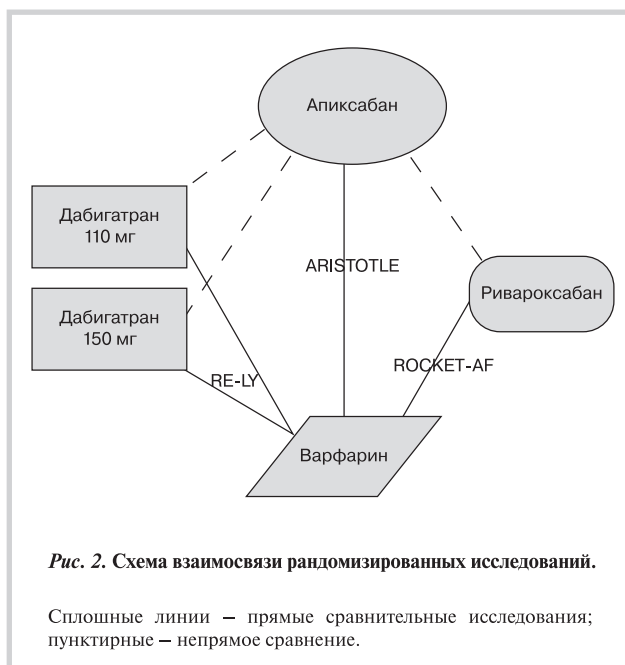 Апиксабан
Дабигатран
110 мг
ARISTOTLE
Дабигатран
150 мг
Ривароксабан
RE-LY
ROCKET-AF
Варфарин
Рис. 2. Схема взаимосвязи рандомизированных исследований.
Сплошные линии – прямые сравнительные исследования;
пунктирные – непрямое сравнение.